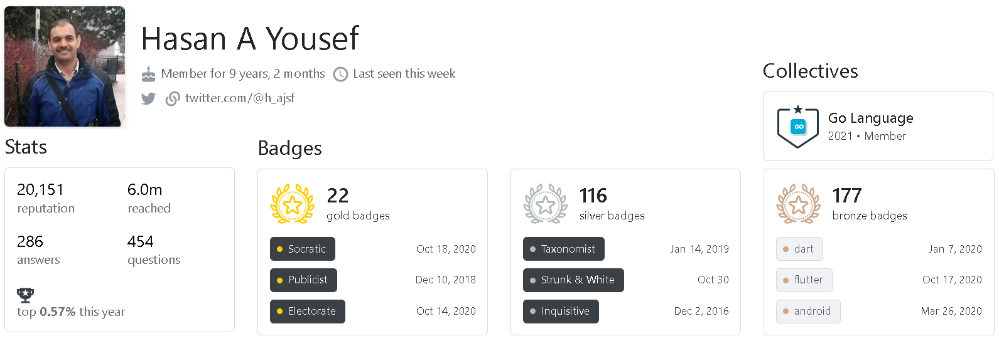 Hasan A Yousef
Member for 9 years, 2 months Last seen this week
twitter.com/@h_ajsf
Collectives
GO
Go Language
2021 • Member
Stats
20,151 6.0m
reputation reached
286 454
answers questions
top 0.57% this year
Badges
22
gold badges
Socratic Oct 18, 2020
Publicist Dec 10, 2018
Electorate Oct 14, 2020
116
silver badges
Taxonomist Jan 14, 2019
Strunk & White Oct 30
Inquisitive Dec 2, 2016
177
bronze badges
dart Jan 7, 2020
flutter Oct 17, 2020
android Mar 26, 2020